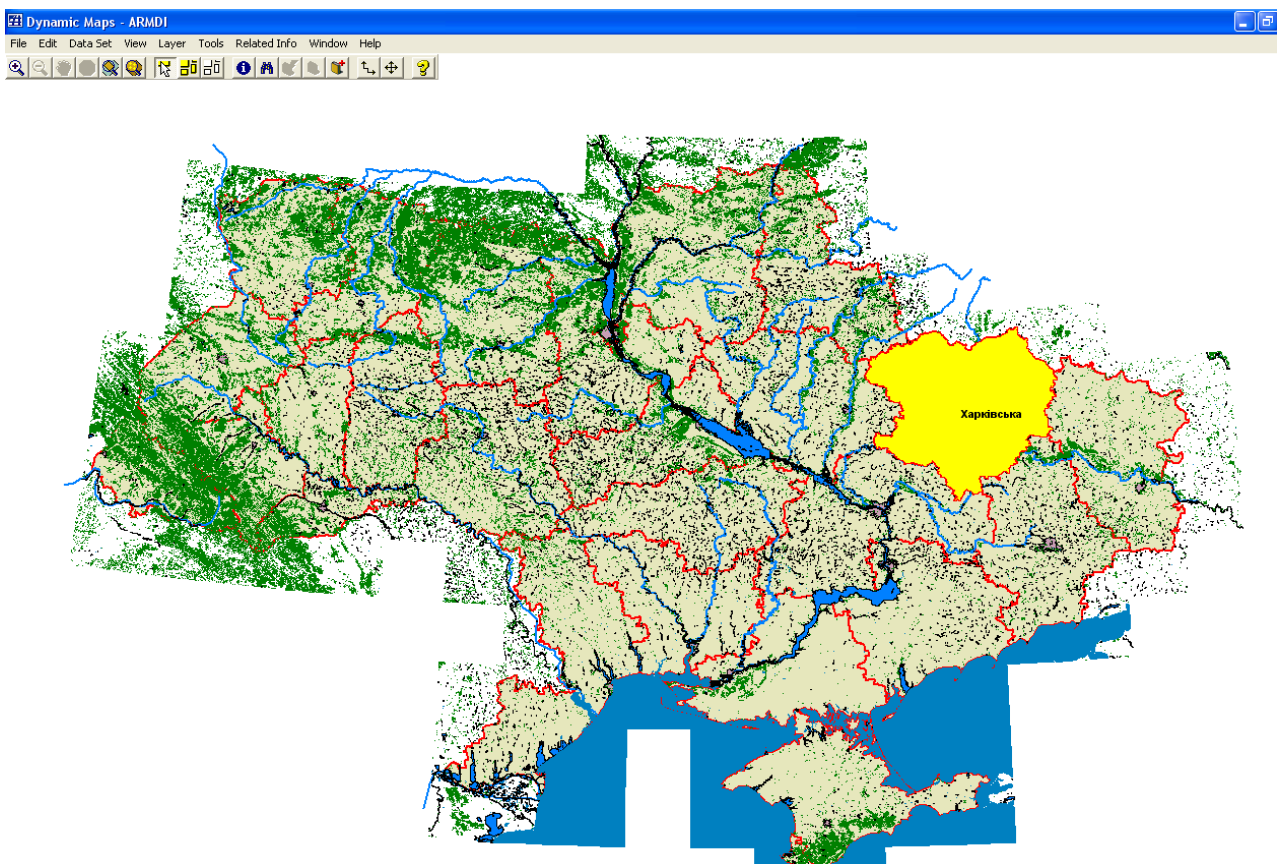 Dynamic Maps - ARMDI
File Edit Data Set View Layer Tools Related Info Window Help
Харківська